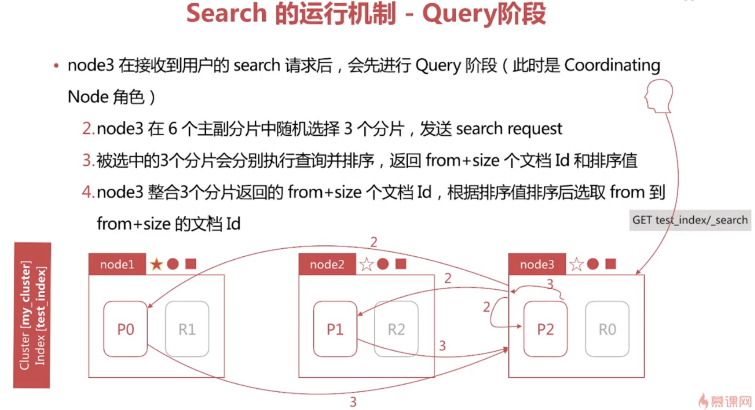 Search 的运行机制 - Query阶段
• node3 在接收到用户的 search 请求后，会先进行 Query 阶段（此时是 Coordinating
Node 角色）
2.node3 在 6 个主副分片中随机选择 3 个分片，发送 search request
3.被选中的3个分片会分别执行查询并排序，返回 from+size 个文档 Id 和排序值
4.node3 整合3个分片返回的 from+size 个文档 Id，根据排序值排序后选取 from 到
from+size 的文档 Id
GET test_index/_search
Cluster [my_cluster]
Index [test_index]
node1
node2
node3
2
2
2
3
3
3
P0
R1
P1
R2
P2
R0
慕课网